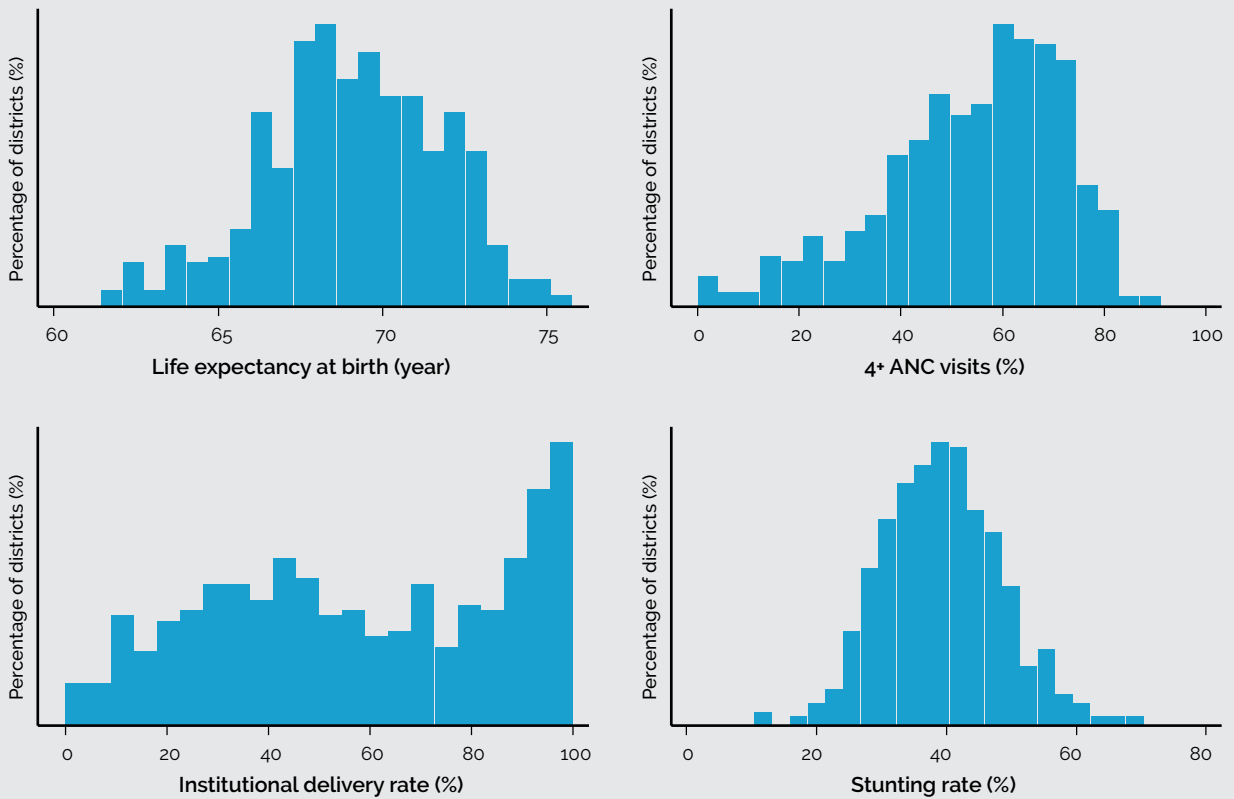 Percentage of districts (%)
60 65 70 75
Life expectancy at birth (year)
Percentage of districts (%)
0 20 40 60 80 100
4+ ANC visits (%)
Percentage of districts (%)
0 20 40 60 80 100
Institutional delivery rate (%)
Percentage of districts (%)
0 20 40 60 80
Stunting rate (%)